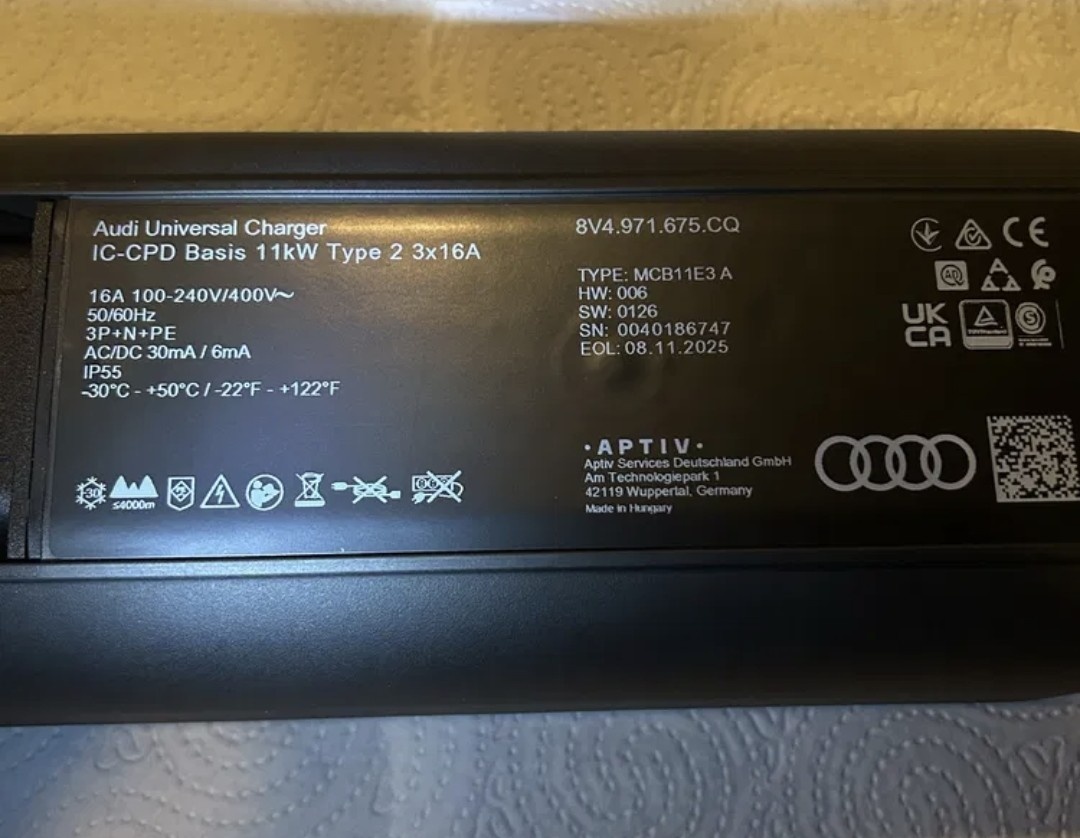 Audi Universal Charger
IC-CPD Basis 11kW Type 2 3x16A
16A 100-240V/400V~
50/60Hz
3P+N+PE
AC/DC 30mA / 6mA
IP55
-30°C - +50°C / -22°F - +122°F
-30
≤4000m
8V4.971.675.CQ
TYPE: MCB11E3 A
HW: 006
SW: 0126
SN: 0040186747
EOL: 08.11.2025
·APTIV·
Aptiv Services Deutschland GmbH
Am Technologiepark 1
42119 Wuppertal, Germany
Made in Hungary
CE
UK
CA